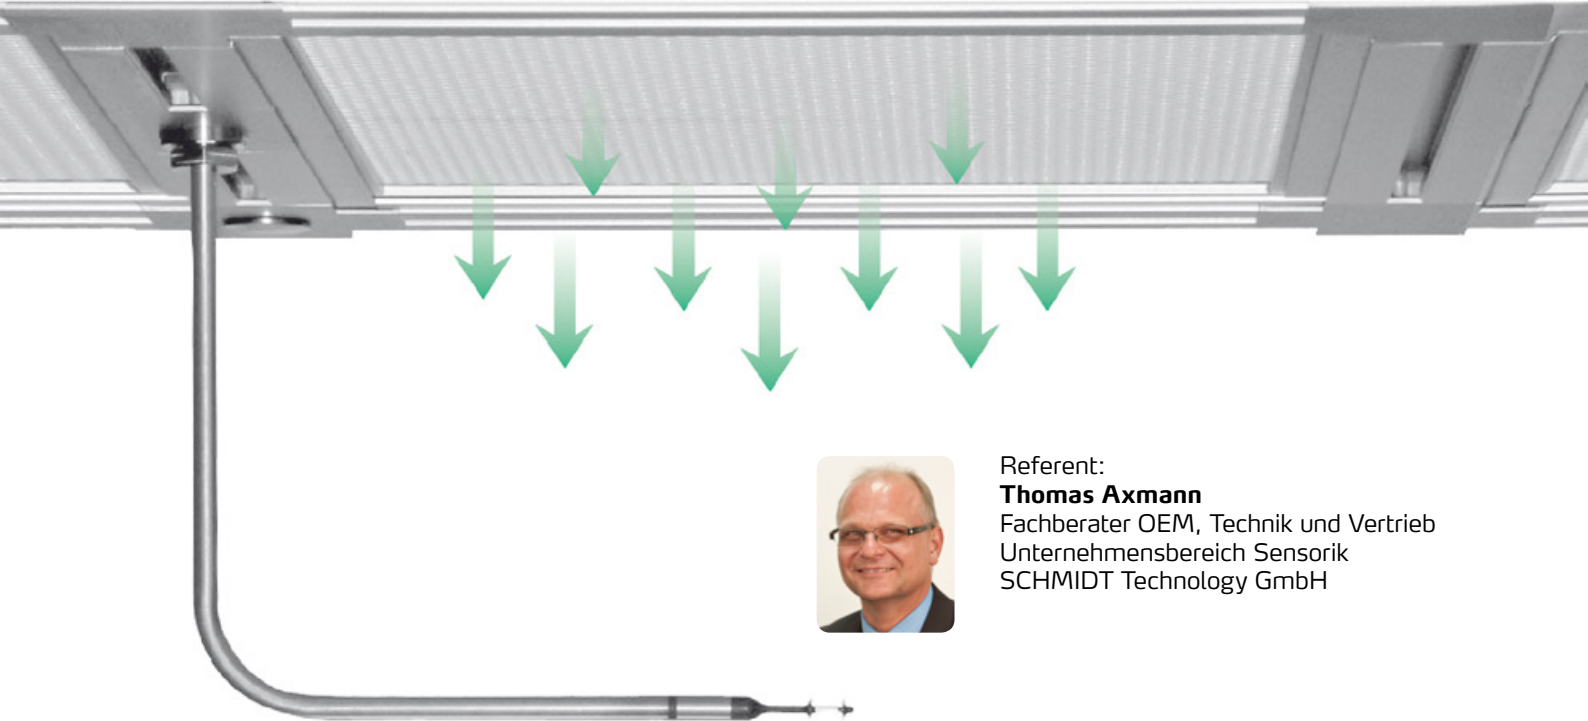 Referent:
Thomas Axmann
Fachberater OEM, Technik und Vertrieb
Unternehmensbereich Sensorik
SCHMIDT Technology GmbH